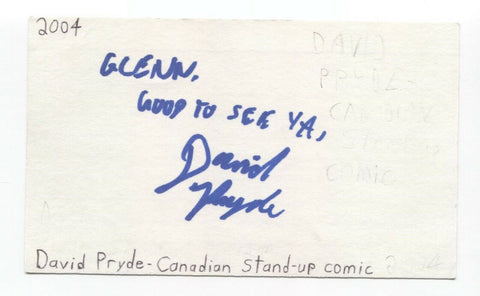 2004
GLENN,
GOOD TO SEE YA,
David
Pryde
DAVID
PRYDE-
CANADIAN
STAND-UP
COMIC
David Pryde-Canadian Stand-up comic